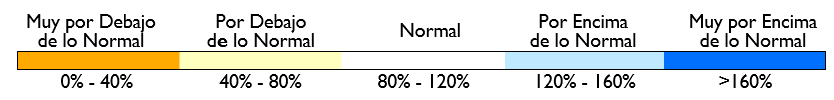 Muy por Debajo
de lo Normal
Por Debajo
de lo Normal
Normal
Por Encima
de lo Normal
Muy por Encima
de lo Normal
0% - 40%
40% - 80%
80% - 120%
120% - 160%
>160%